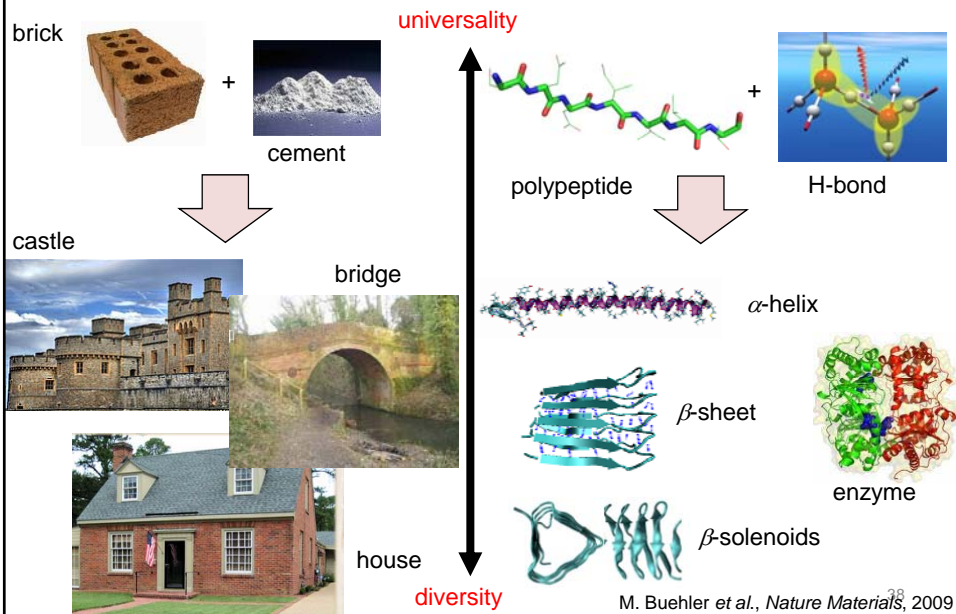 universality
brick
+
cement
castle
bridge
house
polypeptide
+
H-bond
α-helix
β-sheet
enzyme
β-solenoids
diversity
38
M. Buehler et al., Nature Materials, 2009